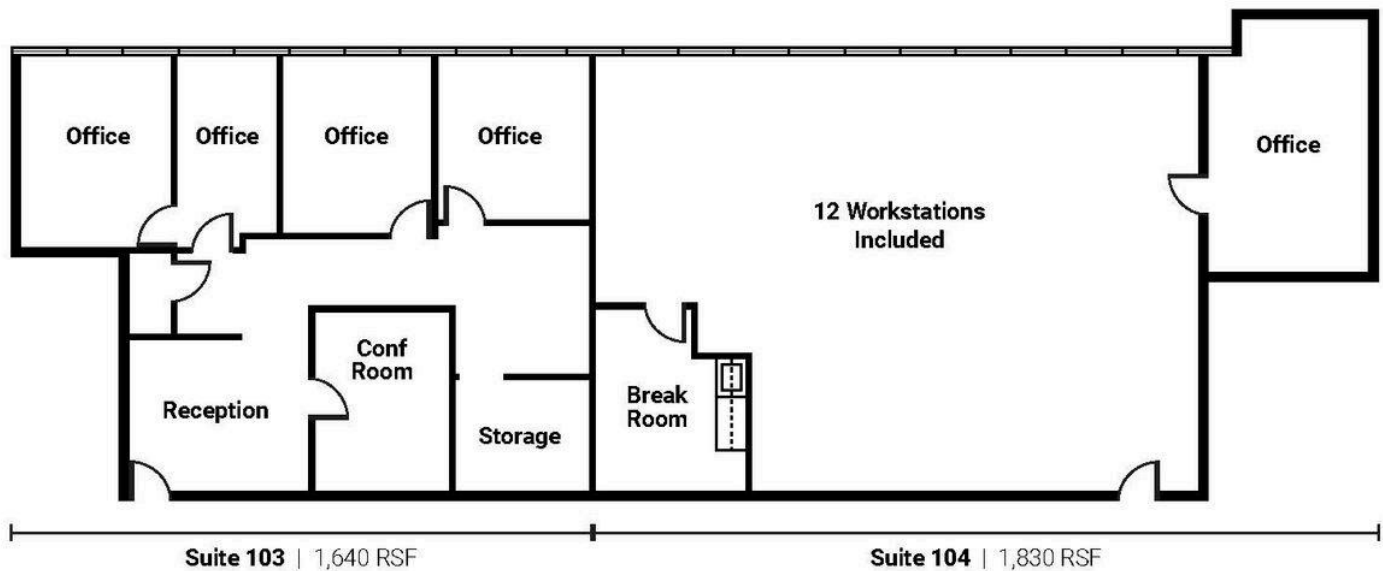 Office
Office
Office
Office
Office
12 Workstations
Included
Conf
Room
Reception
Storage
Break
Room
Suite 103 | 1,640 RSF
Suite 104 | 1,830 RSF